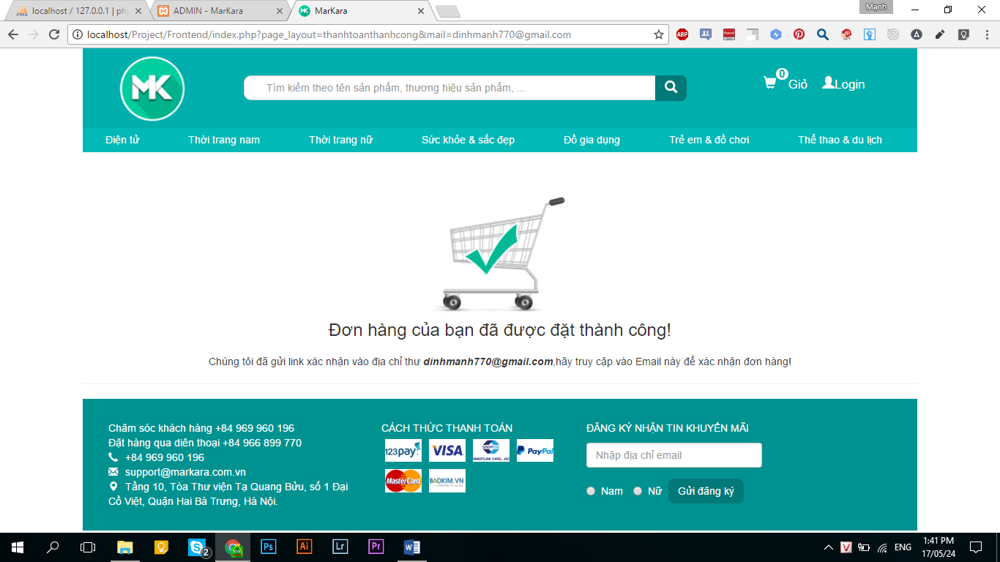 localhost / 127.0.0.1 | php
ADMIN - MarKara
MarKara
Mạnh
localhost/Project/Frontend/index.php?page_layout=thanhtoanthanhcong&mail=dinhmanh770@gmail.com
ABP
MK
Tìm kiếm theo tên sản phẩm, thương hiệu sản phẩm, ...
0
Giỏ
Login
Điện tử
Thời trang nam
Thời trang nữ
Sức khỏe & sắc đẹp
Đồ gia dụng
Trẻ em & đồ chơi
Thể thao & du lịch
Đơn hàng của bạn đã được đặt thành công!
Chúng tôi đã gửi link xác nhận vào địa chỉ thư dinhmanh770@gmail.com,hãy truy cập vào Email này để xác nhận đơn hàng!
Chăm sóc khách hàng +84 969 960 196
Đặt hàng qua diên thoại +84 966 899 770
+84 969 960 196
support@markara.com.vn
Tầng 10, Tòa Thư viện Tạ Quang Bửu, số 1 Đại
Cồ Việt, Quận Hai Bà Trưng, Hà Nội.
CÁCH THỨC THANH TOÁN
123pay
VISA
smartlink
SMARTLINK CARD., JSC
PayPal
MasterCard
BAOKIM.VN
ĐĂNG KÝ NHẬN TIN KHUYẾN MÃI
Nhập địa chỉ email
Nam
Nữ
Gửi đăng ký
2
Ps
Ai
Lr
Pr
V
ENG
1:41 PM
17/05/24